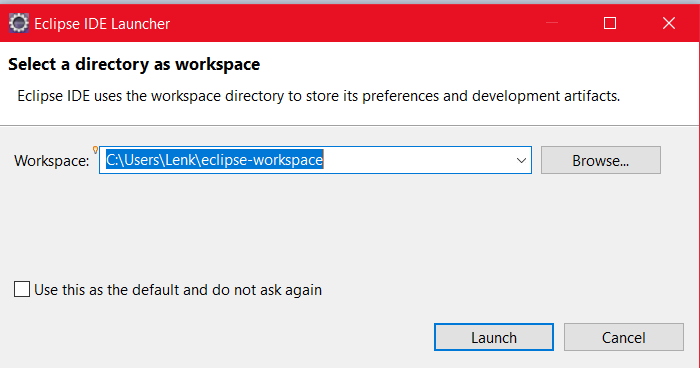 Eclipse IDE Launcher
Select a directory as workspace
Eclipse IDE uses the workspace directory to store its preferences and development artifacts.
Workspace: C:\Users\Lenk\eclipse-workspace Browse...
Use this as the default and do not ask again
Launch Cancel